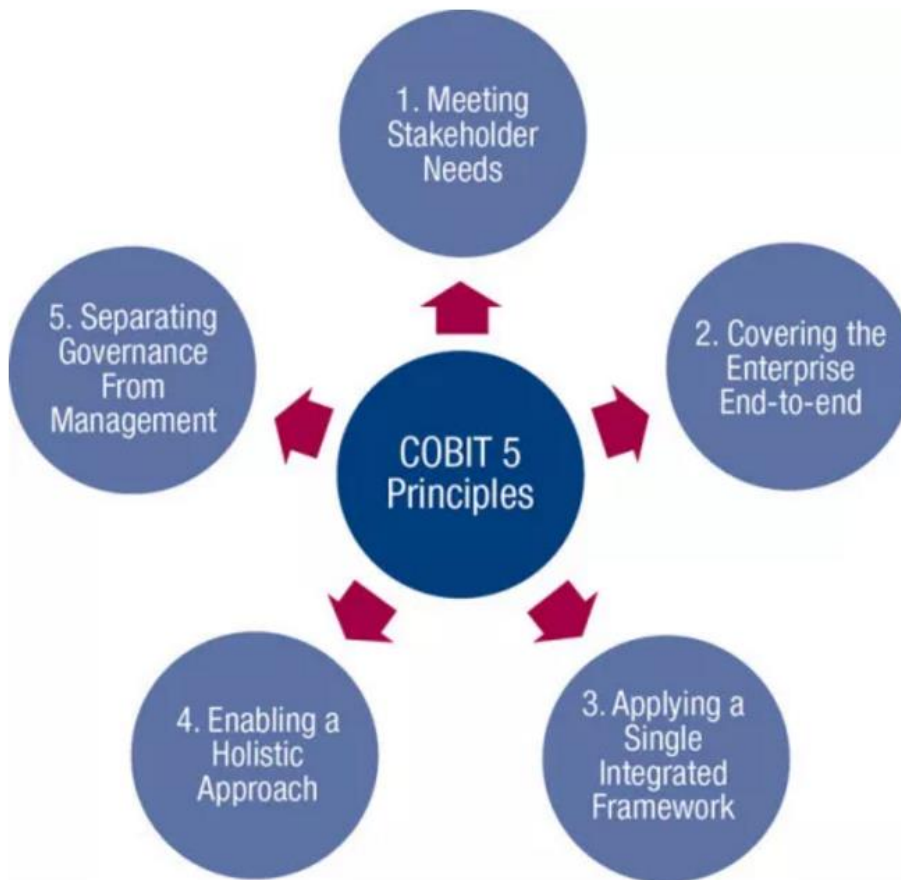 1. Meeting
Stakeholder
Needs
2. Covering the
Enterprise
End-to-end
3. Applying a
Single
Integrated
Framework
4. Enabling a
Holistic
Approach
5. Separating
Governance
From
Management
COBIT 5
Principles